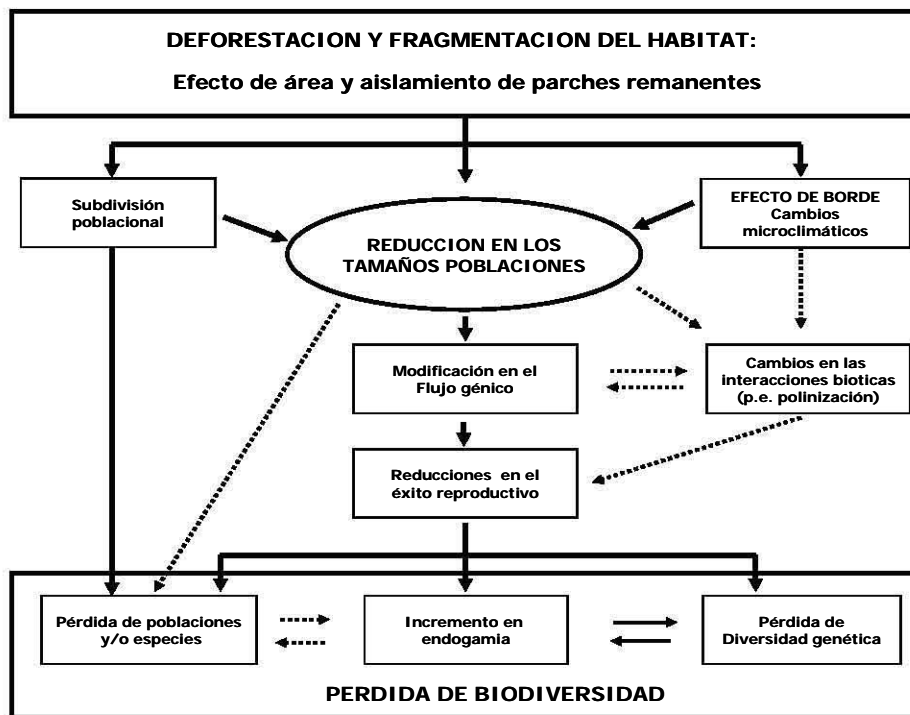 DEFORESTACION Y FRAGMENTACION DEL HABITAT:
Efecto de área y aislamiento de parches remanentes
Subdivisión
poblacional
REDUCCION EN LOS
TAMAÑOS POBLACIONES
EFECTO DE BORDE
Cambios
microclimáticos
Modificación en el
Flujo génico
Cambios en las
interacciones bioticas
(p.e. polinización)
Reducciones en el
éxito reproductivo
Pérdida de poblaciones
y/o especies
Incremento en
endogamia
Pérdida de
Diversidad genética
PERDIDA DE BIODIVERSIDAD